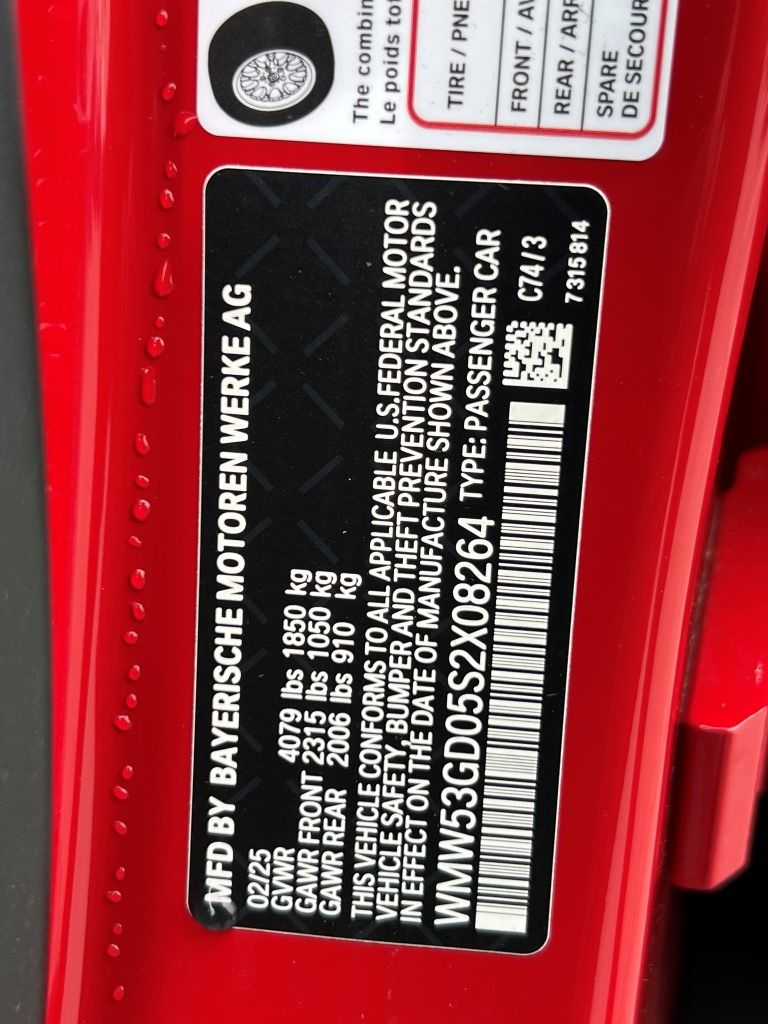 The combin
Le poids tot
TIRE / PNE
FRONT / AV
REAR / ARR
SPARE
DE SECOUR
MFD BY BAYERISCHE MOTOREN WERKE AG
02/25
GVWR 4079 lbs 1850 kg
GAWR FRONT 2315 lbs 1050 kg
GAWR REAR 2006 lbs 910 kg
THIS VEHICLE CONFORMS TO ALL APPLICABLE U.S.FEDERAL MOTOR
VEHICLE SAFETY, BUMPER AND THEFT PREVENTION STANDARDS
IN EFFECT ON THE DATE OF MANUFACTURE SHOWN ABOVE.
WMW53GD05S2X08264 TYPE: PASSENGER CAR
C74/3
7315814